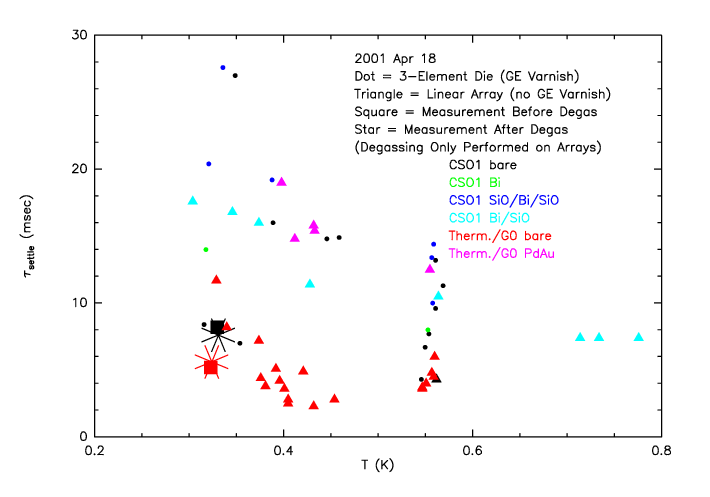 30
2001 Apr 18
Dot = 3-Element Die (GE Varnish)
Triangle = Linear Array (no GE Varnish)
Square = Measurement Before Degas
Star = Measurement After Degas
(Degassing Only Performed on Arrays)
CSO1 bare
20
CSO1 Bi
CSO1 SiO/Bi/SiO
CSO1 Bi/SiO
Therm./GO bare
Therm./GO PdAu
τsettle (msec)
10
0
0.2 0.4 0.6 0.8
T (K)